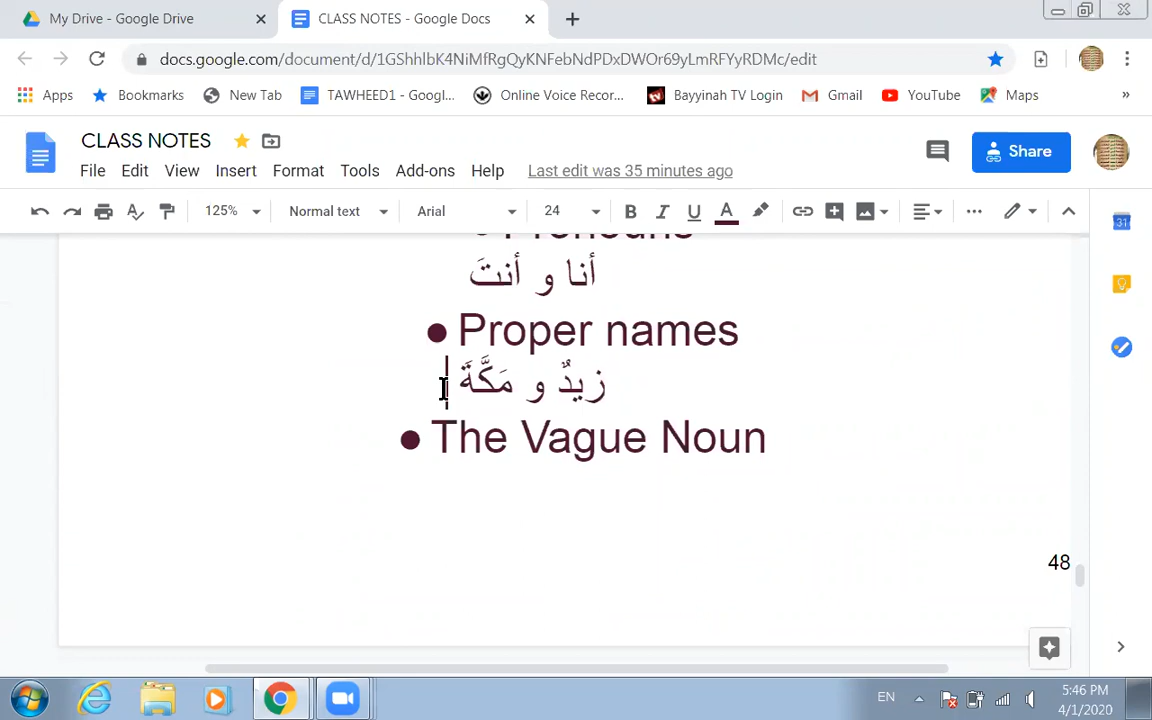 My Drive - Google Drive
CLASS NOTES - Google Docs
docs.google.com/document/d/1GShhlbK4NiMfRgQyKNFebNdPDxDWOr69yLmRFYyRDMc/edit
Apps Bookmarks New Tab TAWHEED1 - Googl... Online Voice Recor... Bayyinah TV Login Gmail YouTube Maps »
CLASS NOTES
File Edit View Insert Format Tools Add-ons Help Last edit was 35 minutes ago
Share
125% Normal text Arial 24 B I U A
31
Pronouns
أنا و أنتَ
● Proper names
زيدٌ و مَكَّةَ
● The Vague Noun
48
EN 5:46 PM
4/1/2020